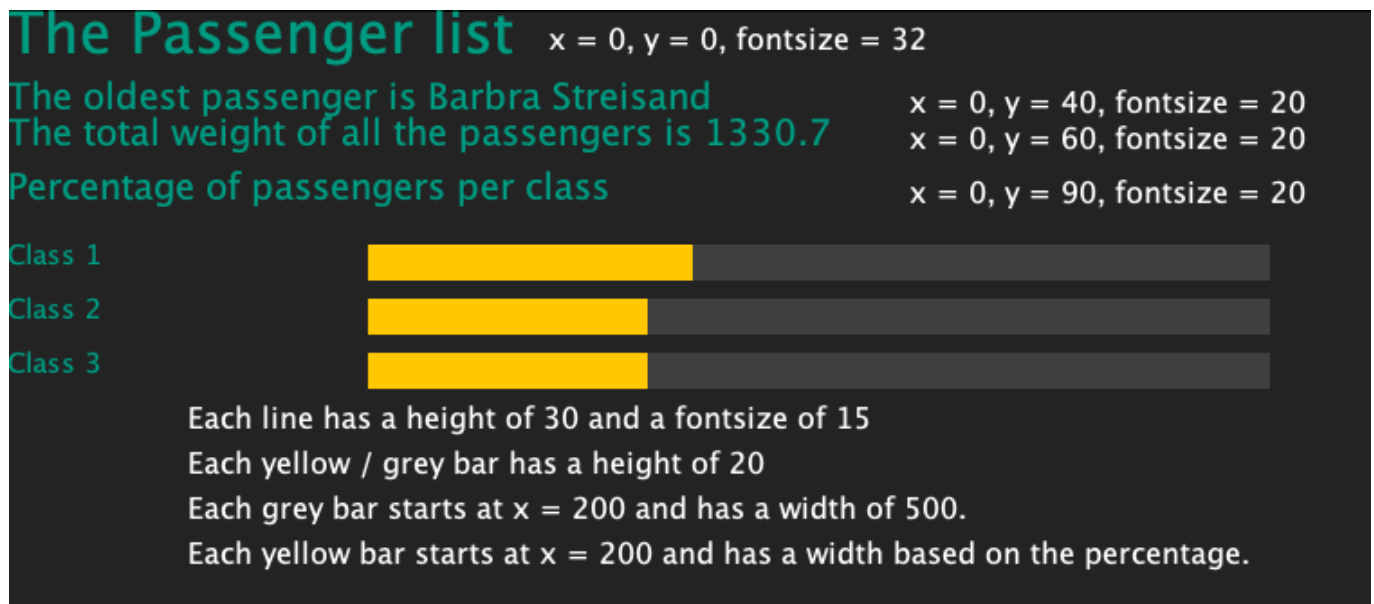 The Passenger list x = 0, y = 0, fontsize = 32
The oldest passenger is Barbra Streisand x = 0, y = 40, fontsize = 20
The total weight of all the passengers is 1330.7 x = 0, y = 60, fontsize = 20
Percentage of passengers per class x = 0, y = 90, fontsize = 20
Class 1
Class 2
Class 3
Each line has a height of 30 and a fontsize of 15
Each yellow / grey bar has a height of 20
Each grey bar starts at x = 200 and has a width of 500.
Each yellow bar starts at x = 200 and has a width based on the percentage.